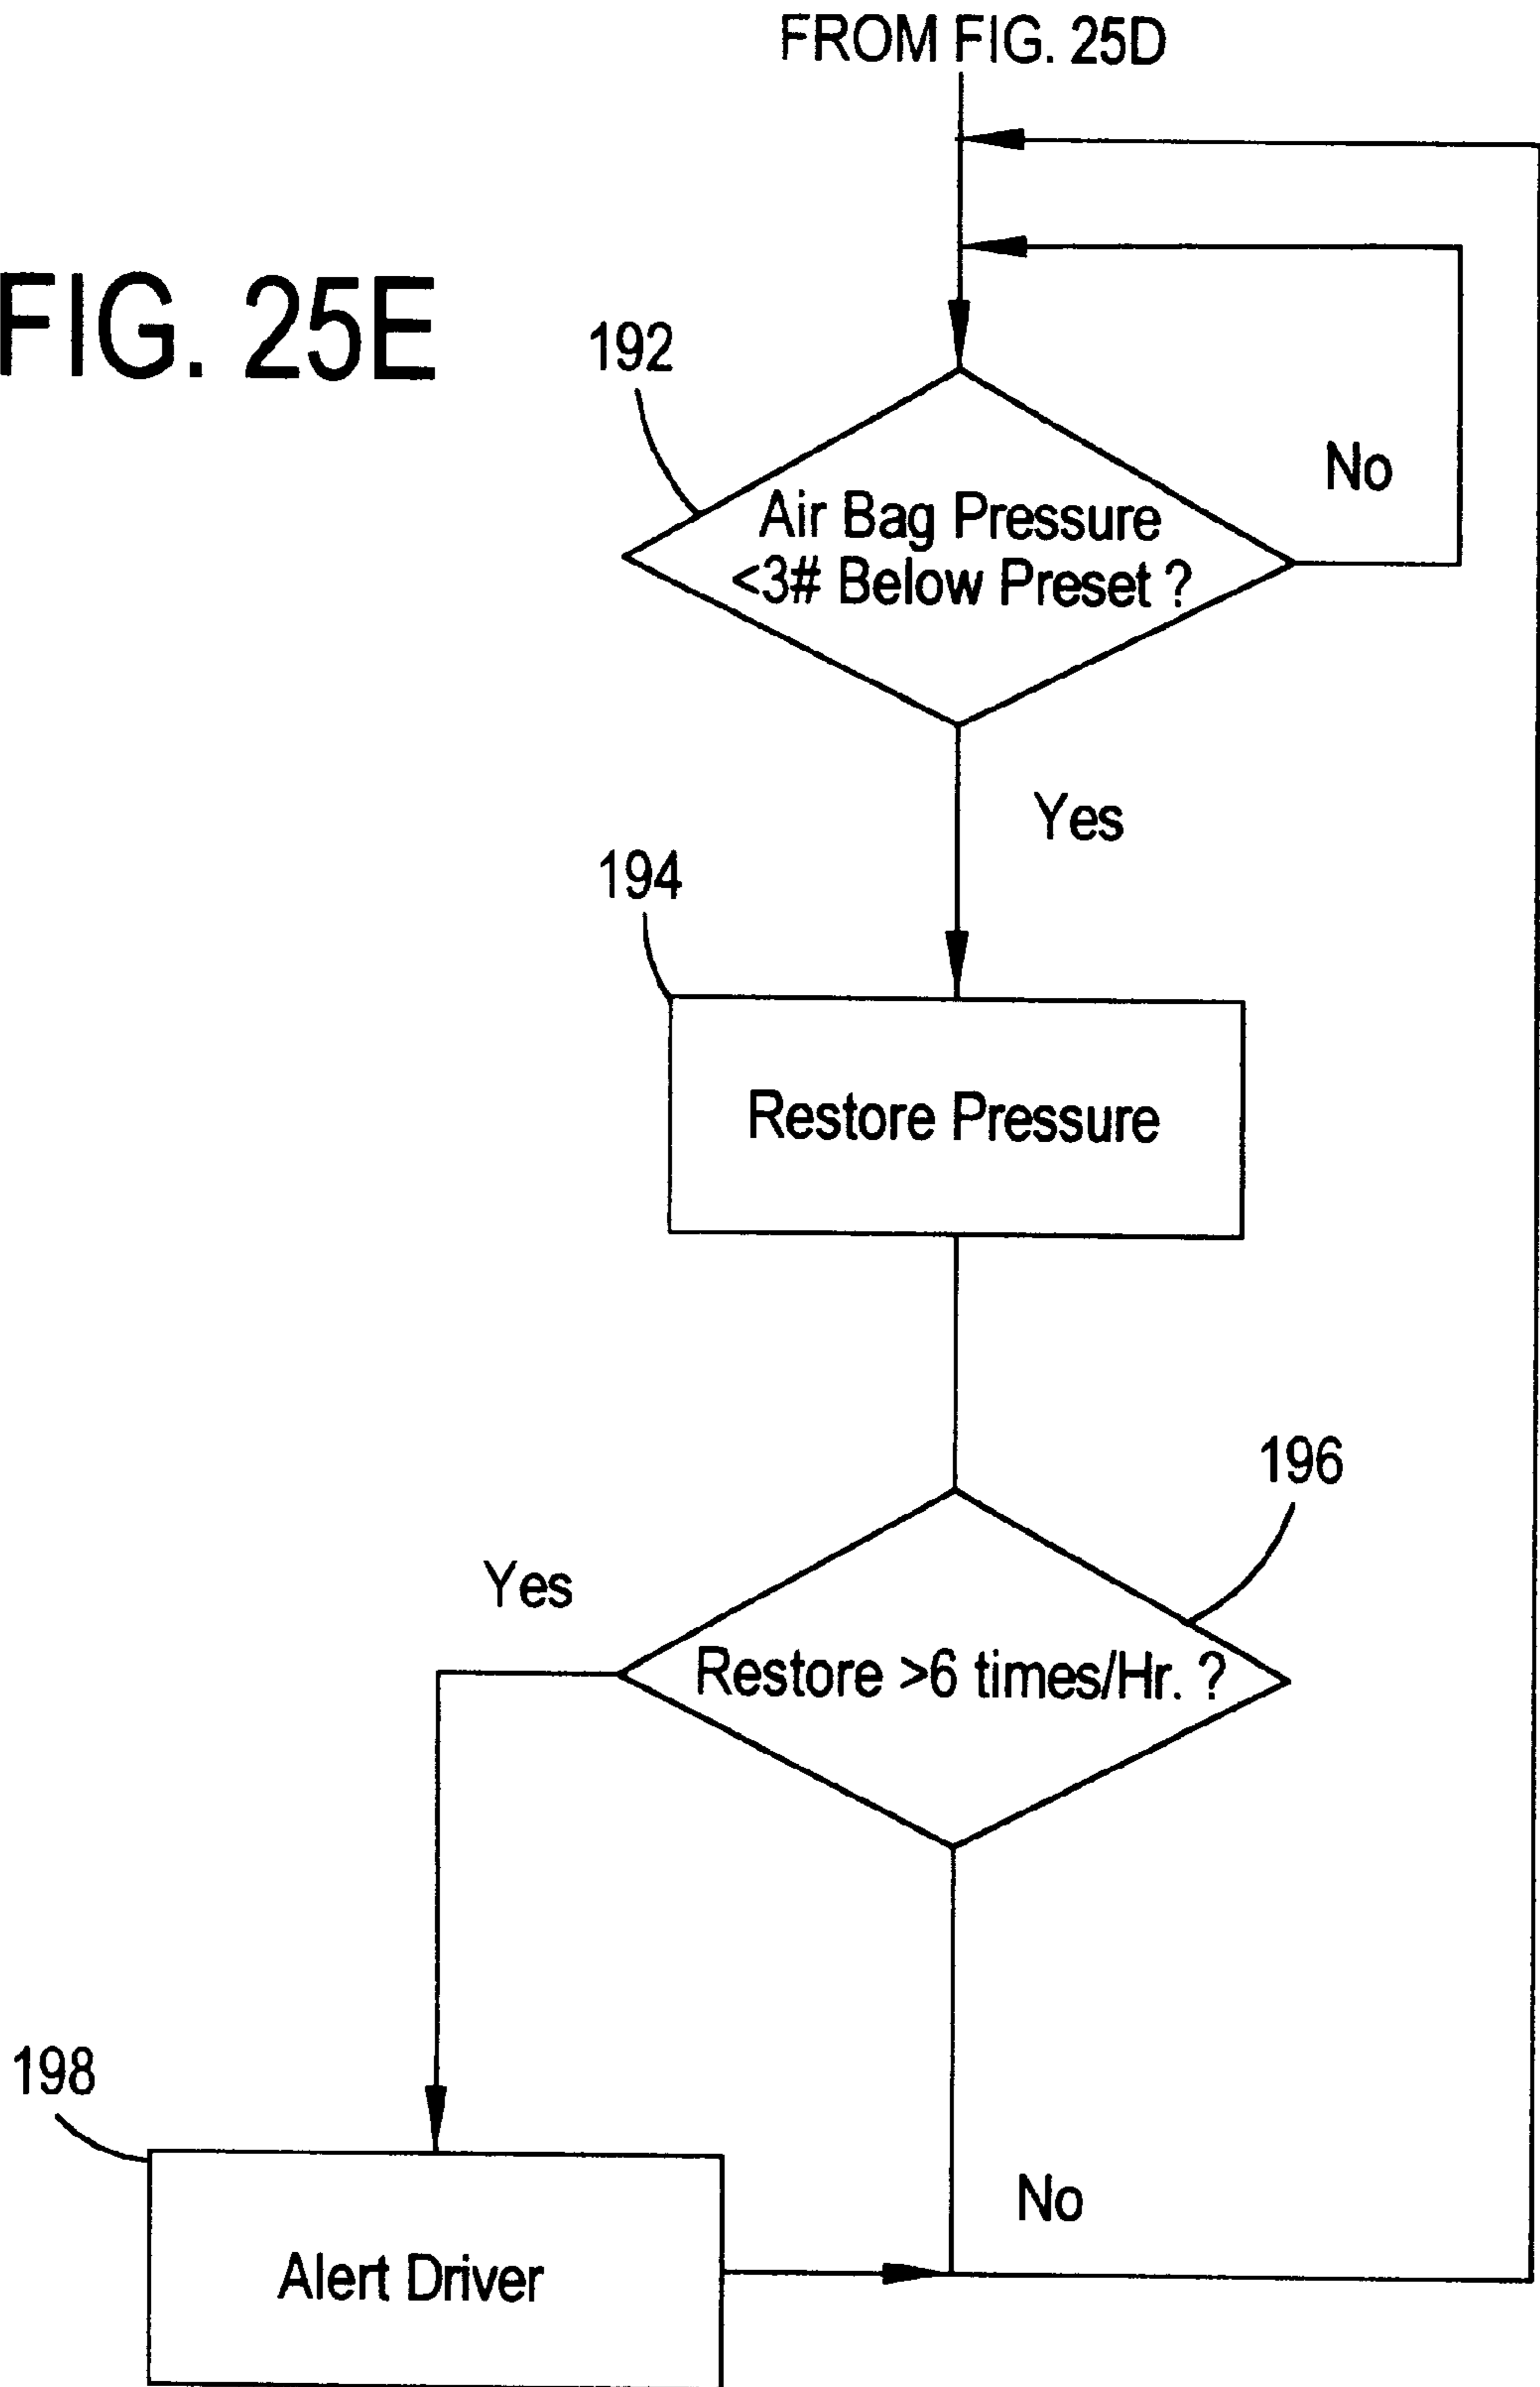 FROM FIG. 25D
FIG. 25E
192
No
Air Bag Pressure
<3# Below Preset ?
Yes
194
Restore Pressure
196
Yes
Restore >6 times/Hr. ?
198
No
Alert Driver